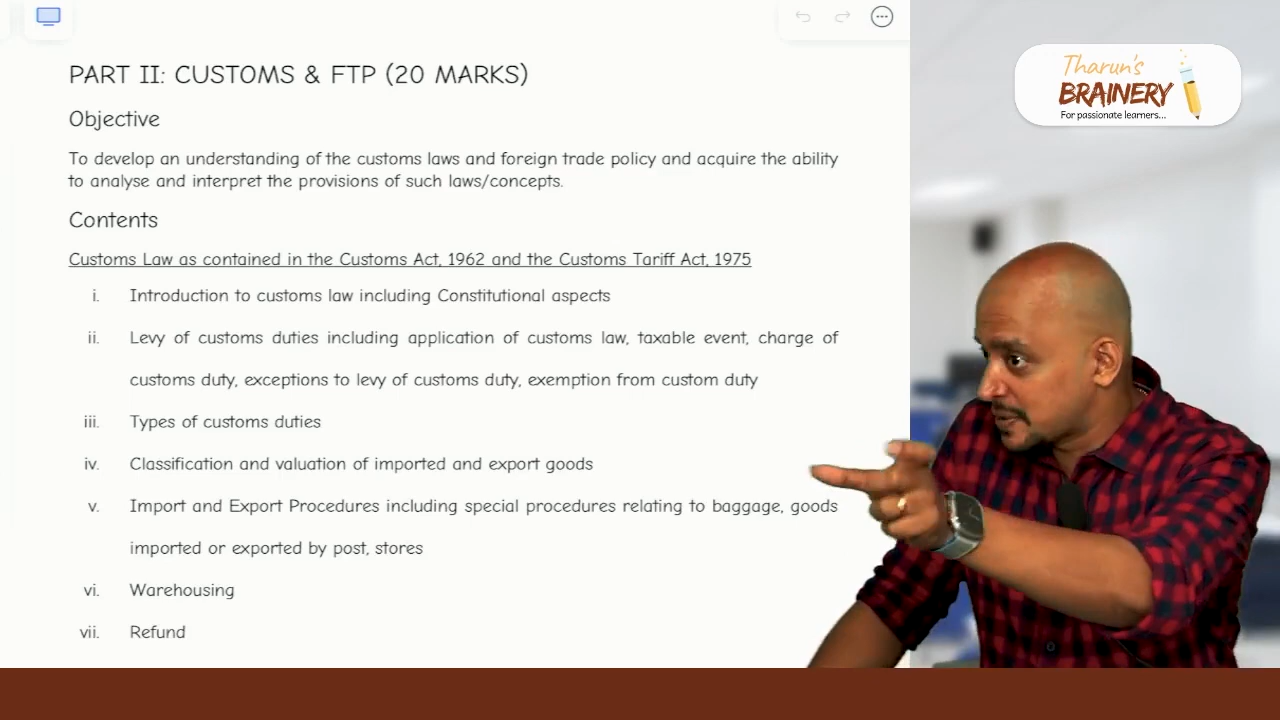 PART II: CUSTOMS & FTP (20 MARKS)
Objective
To develop an understanding of the customs laws and foreign trade policy and acquire the ability
to analyse and interpret the provisions of such laws/concepts.
Contents
Customs Law as contained in the Customs Act, 1962 and the Customs Tariff Act, 1975
i. Introduction to customs law including Constitutional aspects
ii. Levy of customs duties including application of customs law, taxable event, charge of
customs duty, exceptions to levy of customs duty, exemption from custom duty
iii. Types of customs duties
iv. Classification and valuation of imported and export goods
v. Import and Export Procedures including special procedures relating to baggage, goods
imported or exported by post, stores
vi. Warehousing
vii. Refund
Tharun's
BRAINERY
For passionate learners...